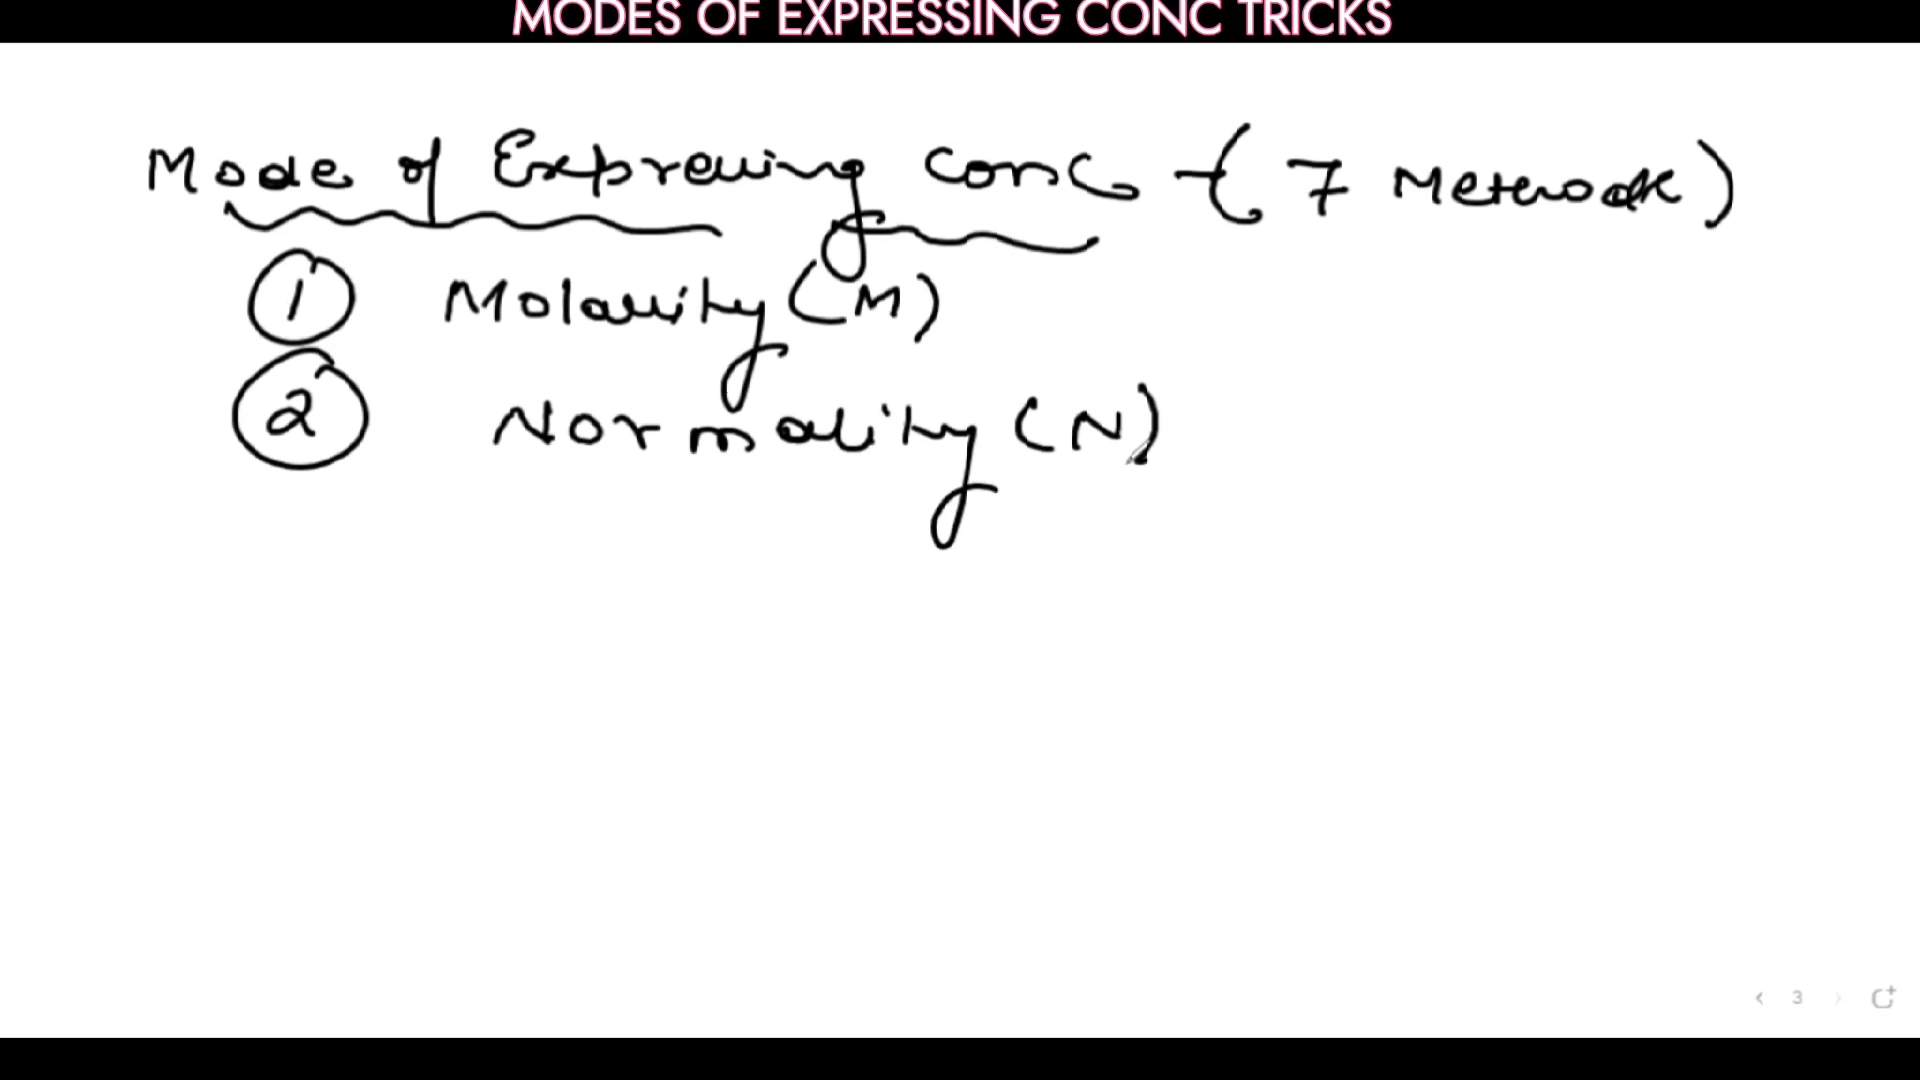 MODES OF EXPRESSING CONC TRICKS
Mode of Expressing conc - (7 Methods)
1 Molarity (M)
2 Normality (N)
3